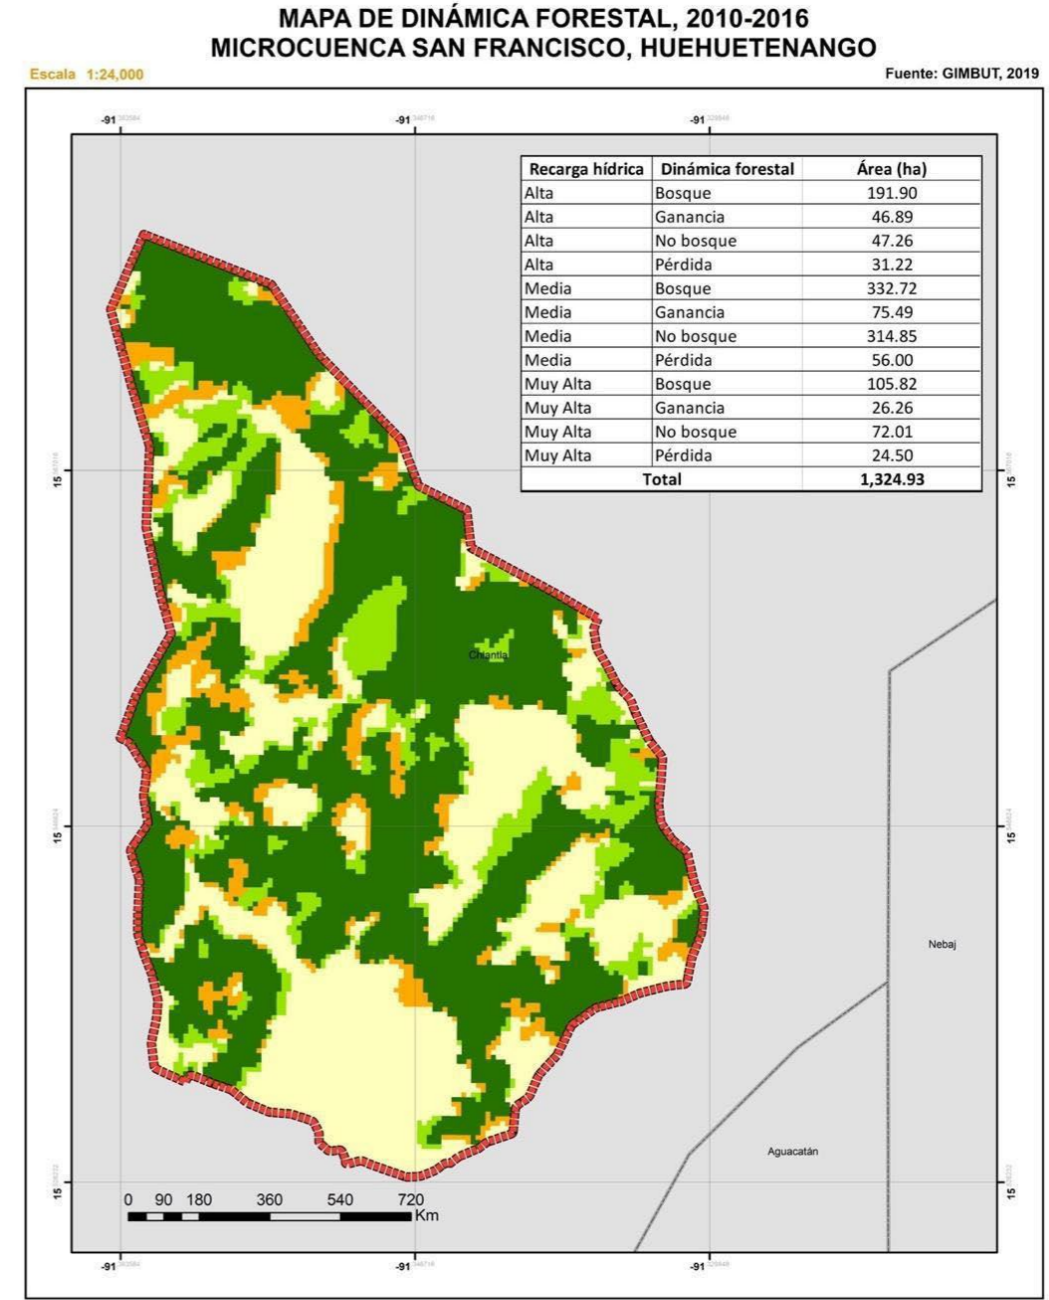 MAPA DE DINÁMICA FORESTAL, 2010-2016
MICROCUENCA SAN FRANCISCO, HUEHUETENANGO
Escala 1:24,000
Fuente: GIMBUT, 2019
-91 -91 -91
Recarga hídrica Dinámica forestal Área (ha)
Alta Bosque 191.90
Alta Ganancia 46.89
Alta No bosque 47.26
Alta Pérdida 31.22
Media Bosque 332.72
Media Ganancia 75.49
Media No bosque 314.85
Media Pérdida 56.00
Muy Alta Bosque 105.82
Muy Alta Ganancia 26.26
Muy Alta No bosque 72.01
Muy Alta Pérdida 24.50
Total 1,324.93
15 15
Chiantla
15 15
Nebaj
Aguacatán
15 15
0 90 180 360 540 720
Km
-91 -91 -91